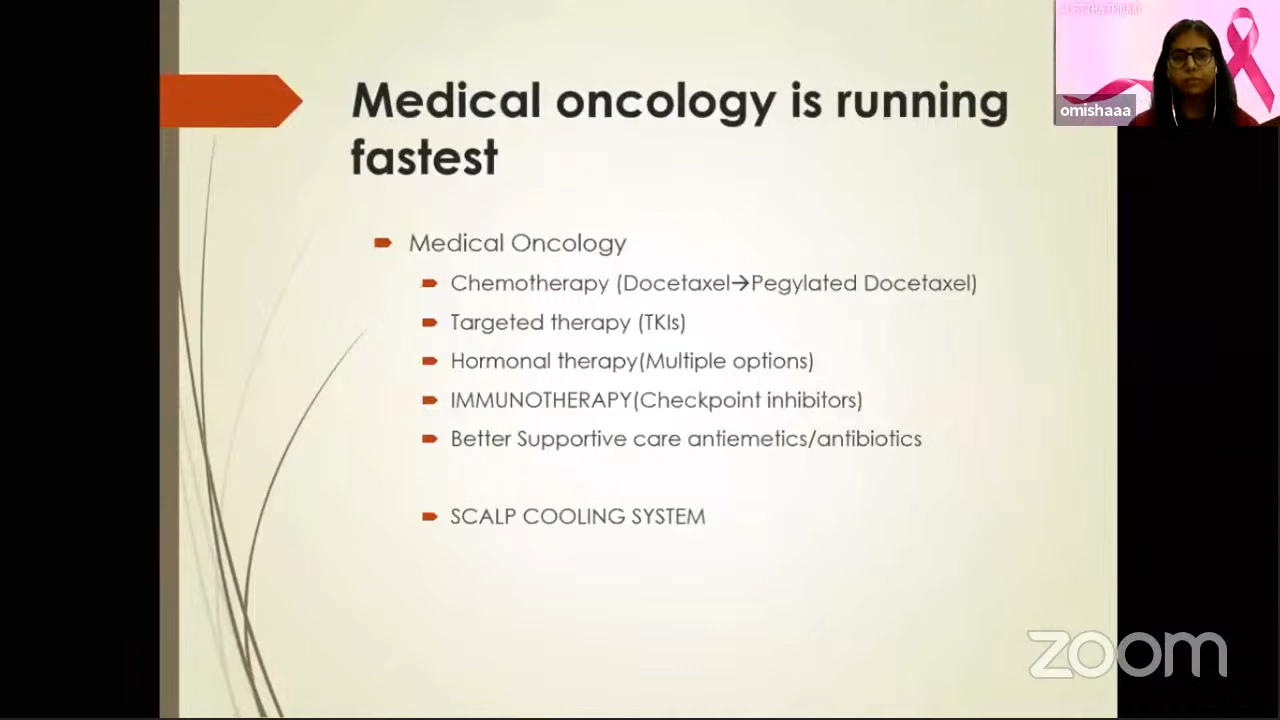 Medical oncology is running
fastest
Medical Oncology
Chemotherapy (Docetaxel→Pegylated Docetaxel)
Targeted therapy (TKIs)
Hormonal therapy(Multiple options)
IMMUNOTHERAPY(Checkpoint inhibitors)
Better Supportive care antiemetics/antibiotics
SCALP COOLING SYSTEM
omishaaa
zoom